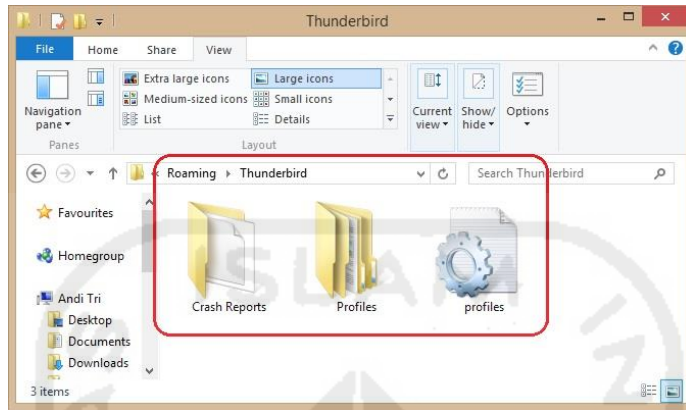 Thunderbird
File Home Share View
Extra large icons Large icons
Medium-sized icons Small icons
List Details
Navigation pane
Current view
Show/ hide
Options
Panes
Layout
« Roaming ▸ Thunderbird
Search Thunderbird
Favourites
Homegroup
Andi Tri
Desktop
Documents
Downloads
Crash Reports
Profiles
profiles
3 items
ISLAM